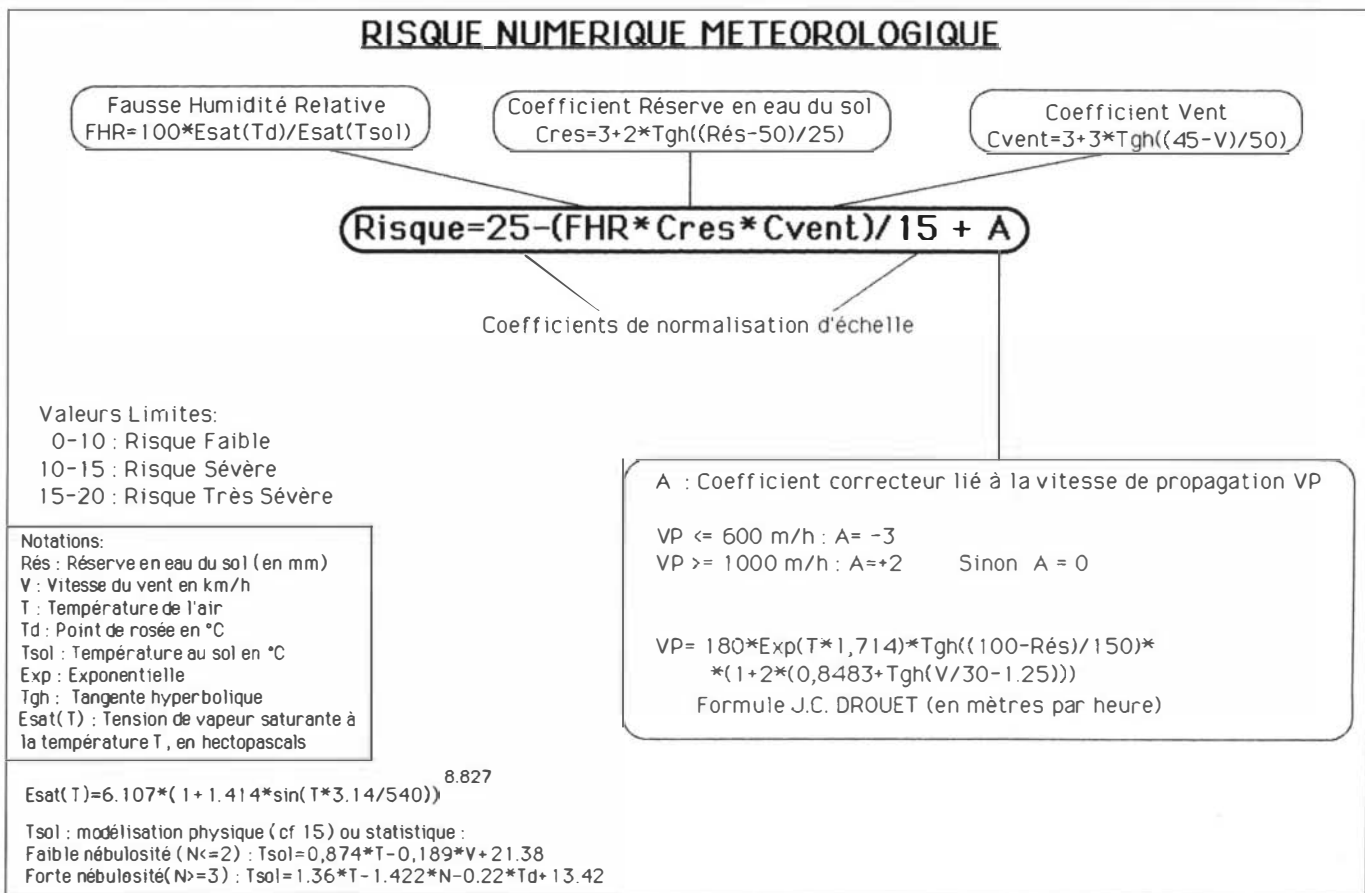 RISQUE NUMERIQUE METEOROLOGIQUE
Fausse Humidité Relative
FHR=100*Esat(Td)/Esat(Tsol)
Coefficient Réserve en eau du sol
Cres=3+2*Tgh((Rés-50)/25)
Coefficient Vent
Cvent=3+3*Tgh((45-V)/50)
Risque=25-(FHR*Cres*Cvent)/15 + A
Coefficients de normalisation d'échelle
Valeurs Limites:
0-10 : Risque Faible
10-15 : Risque Sévère
15-20 : Risque Très Sévère
Notations:
Rés : Réserve en eau du sol (en mm)
V : Vitesse du vent en km/h
T : Température de l'air
Td : Point de rosée en °C
Tsol : Température au sol en °C
Exp : Exponentielle
Tgh : Tangente hyperbolique
Esat(T) : Tension de vapeur saturante à
la température T, en hectopascals
A : Coefficient correcteur lié à la vitesse de propagation VP
VP <= 600 m/h : A= -3
VP >= 1000 m/h : A=+2 Sinon A = 0
VP= 180*Exp(T*1,714)*Tgh((100-Rés)/150)*
*(1+2*(0,8483+Tgh(V/30-1.25)))
Formule J.C. DROUET (en mètres par heure)
Esat(T)=6.107*(1+1.414*sin(T*3.14/540))8.827
Tsol : modélisation physique (cf 15) ou statistique :
Faible nébulosité (N<=2) : Tsol=0,874*T-0,189*V+21.38
Forte nébulosité(N>=3) : Tsol=1.36*T-1.422*N-0.22*Td+13.42